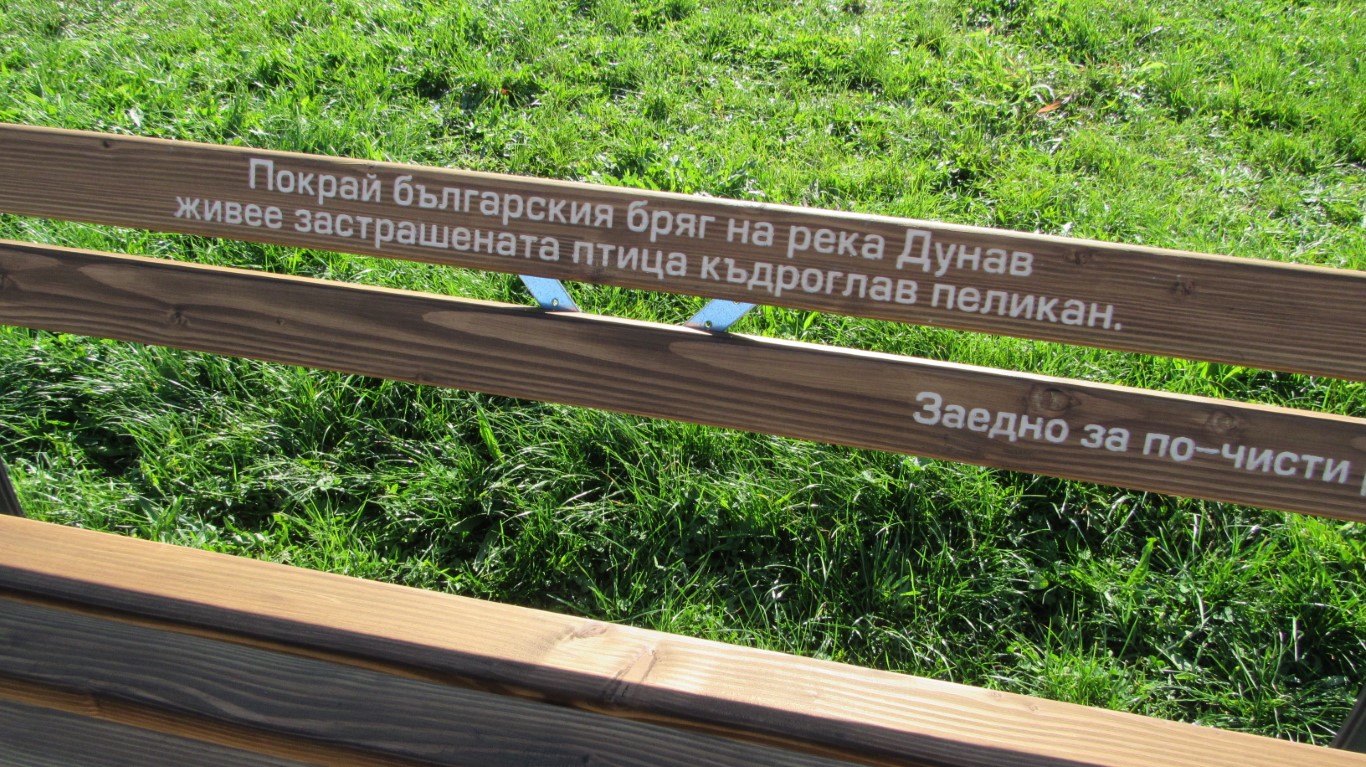 Покрай българския бряг на река Дунав
живее застрашената птица къдроглав пеликан.
Заедно за по-чисти